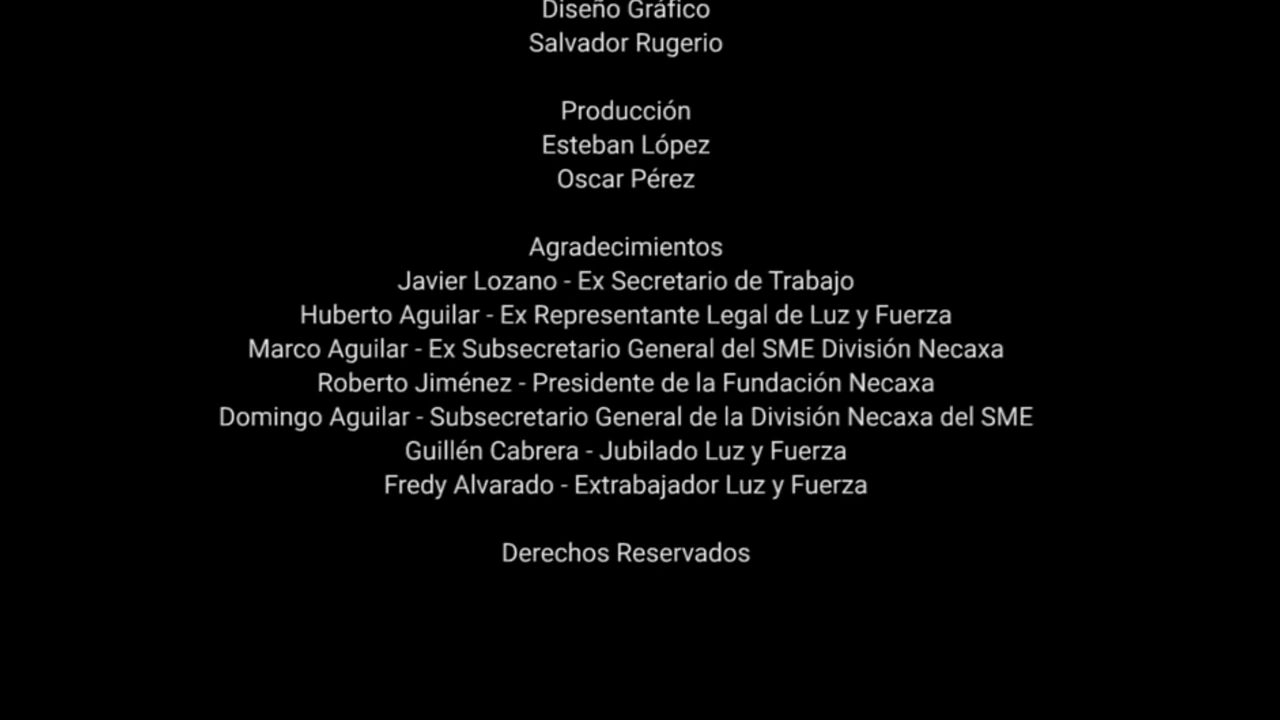 Diseño Gráfico
Salvador Rugerio
Producción
Esteban López
Oscar Pérez
Agradecimientos
Javier Lozano - Ex Secretario de Trabajo
Huberto Aguilar - Ex Representante Legal de Luz y Fuerza
Marco Aguilar - Ex Subsecretario General del SME División Necaxa
Roberto Jiménez - Presidente de la Fundación Necaxa
Domingo Aguilar - Subsecretario General de la División Necaxa del SME
Guillén Cabrera - Jubilado Luz y Fuerza
Fredy Alvarado - Extrabajador Luz y Fuerza
Derechos Reservados